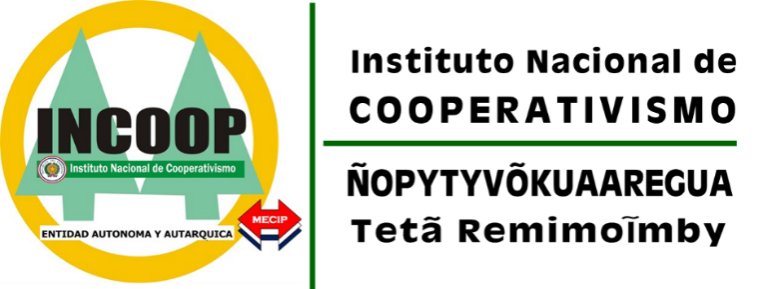 INCOOP
Instituto Nacional de Cooperativismo
MECIP
ENTIDAD AUTONOMA Y AUTARQUICA
Instituto Nacional de
COOPERATIVISMO
ÑOPYTYVÕKUAAREGUA
Tetã Remimoĩmby